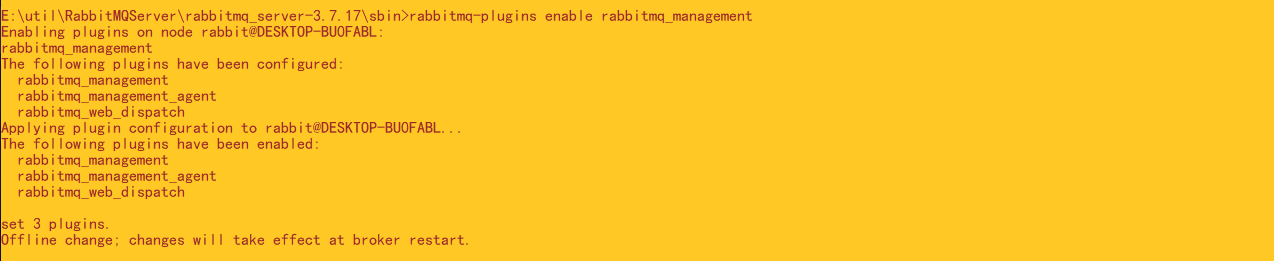 E:\util\RabbitMQServer\rabbitmq_server-3.7.17\sbin>rabbitmq-plugins enable rabbitmq_management
Enabling plugins on node rabbit@DESKTOP-BUOFABL:
rabbitmq_management
The following plugins have been configured:
  rabbitmq_management
  rabbitmq_management_agent
  rabbitmq_web_dispatch
Applying plugin configuration to rabbit@DESKTOP-BUOFABL...
The following plugins have been enabled:
  rabbitmq_management
  rabbitmq_management_agent
  rabbitmq_web_dispatch
set 3 plugins.
Offline change; changes will take effect at broker restart.